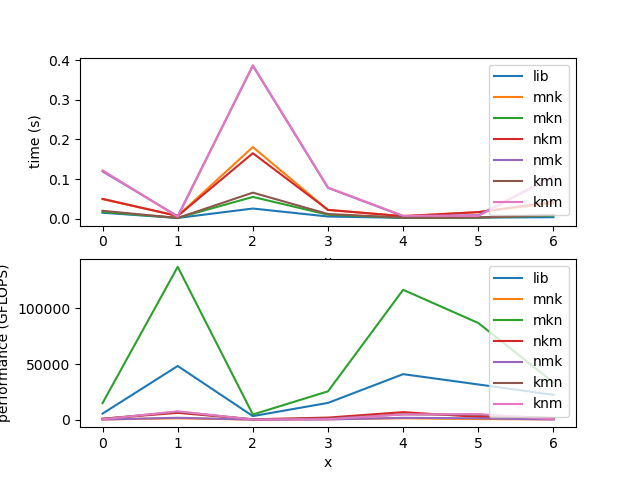 0.4
0.3
0.2
0.1
0.0
time (s)
lib
mnk
mkn
nkm
nmk
kmn
knm
0 1 2 3 4 5 6
100000
50000
0
performance (GFLOPS)
lib
mnk
mkn
nkm
nmk
kmn
knm
0 1 2 3 4 5 6
x